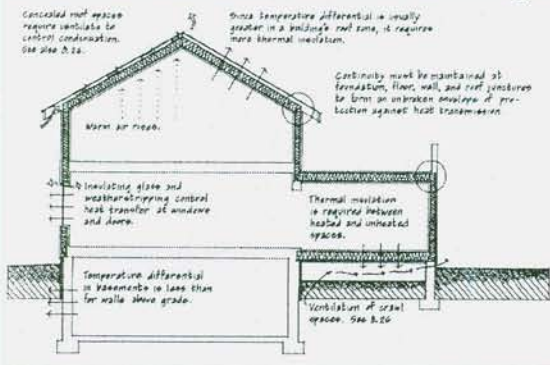 Concealed roof spaces
require ventilate to
control condensation.
See also 8.26.
Since temperature differential is usually
greater in a building's roof zone, it requires
more thermal insulation.
Continuity must be maintained at
foundation, floor, wall, and roof junctures
to form an unbroken envelope of pro-
tection against heat transmission
Warm air rises.
Insulating glass and
weatherstripping control
heat transfer at windows
and doors.
Thermal insulation
is required between
heated and unheated
spaces.
Temperature differential
in basements is less than
for walls above grade.
Ventilation of crawl
spaces. See 8.26